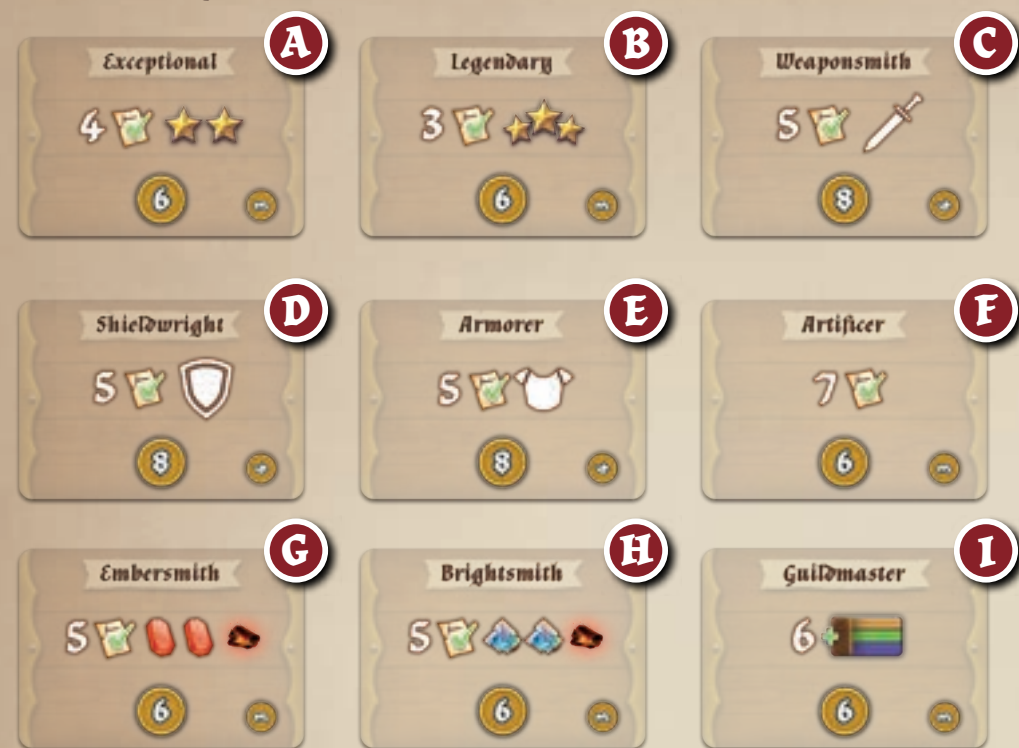 A B C
Exceptional Legendary Weaponsmith
4 3 5
6 6 8
D E F
Shieldwright Armorer Artificer
5 5 7
8 8 6
G H I
Embersmith Brightsmith Guildmaster
5 5 6+
6 6 6